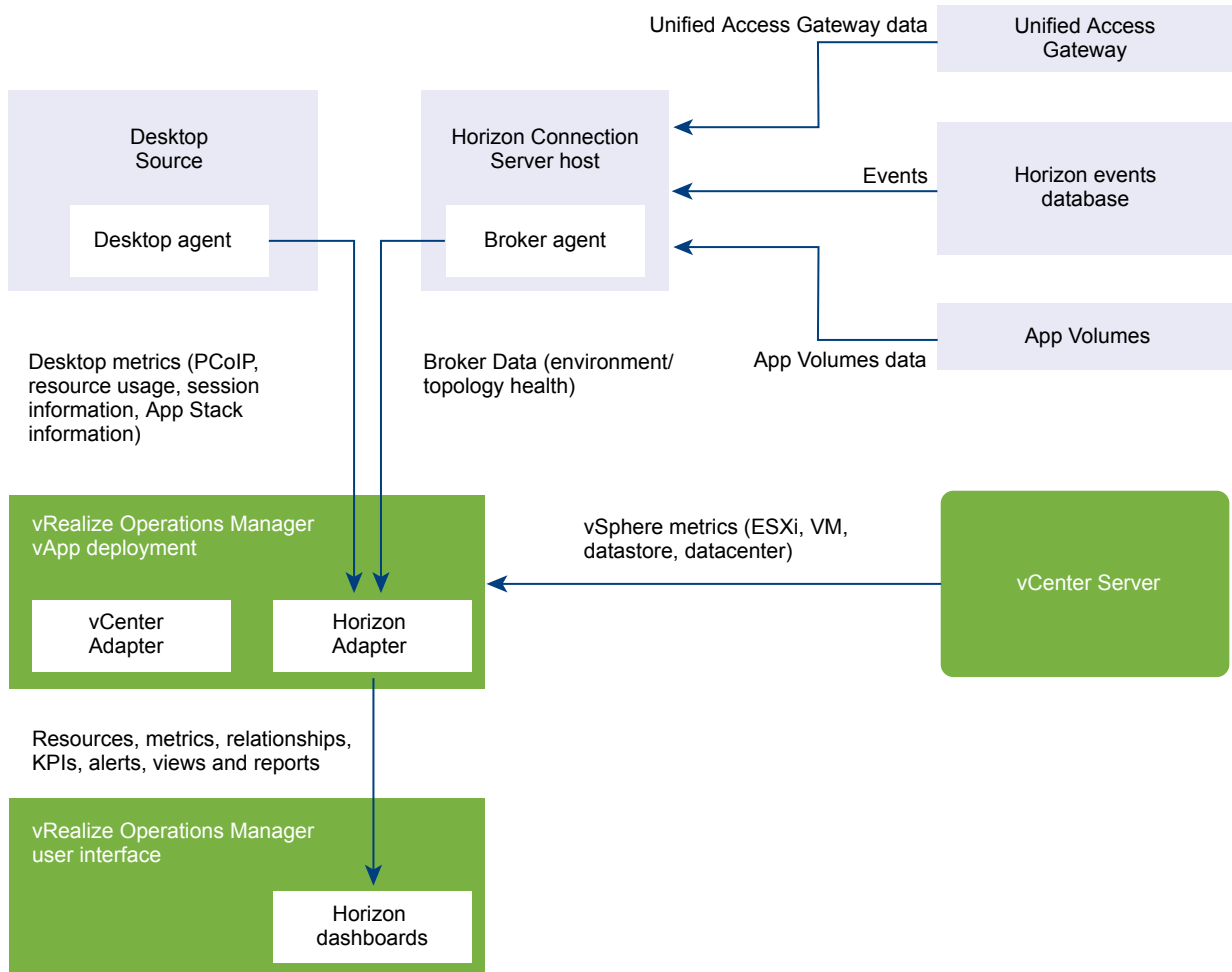 Unified Access Gateway data
Unified Access
Gateway
Desktop
Source
Horizon Connection
Server host
Events
Horizon events
database
Desktop agent
Broker agent
App Volumes
App Volumes data
Desktop metrics (PCoIP,
resource usage, session
information, App Stack
information)
Broker Data (environment/
topology health)
vRealize Operations Manager
vApp deployment
vCenter
Adapter
Horizon
Adapter
vSphere metrics (ESXi, VM,
datastore, datacenter)
vCenter Server
Resources, metrics, relationships,
KPIs, alerts, views and reports
vRealize Operations Manager
user interface
Horizon
dashboards